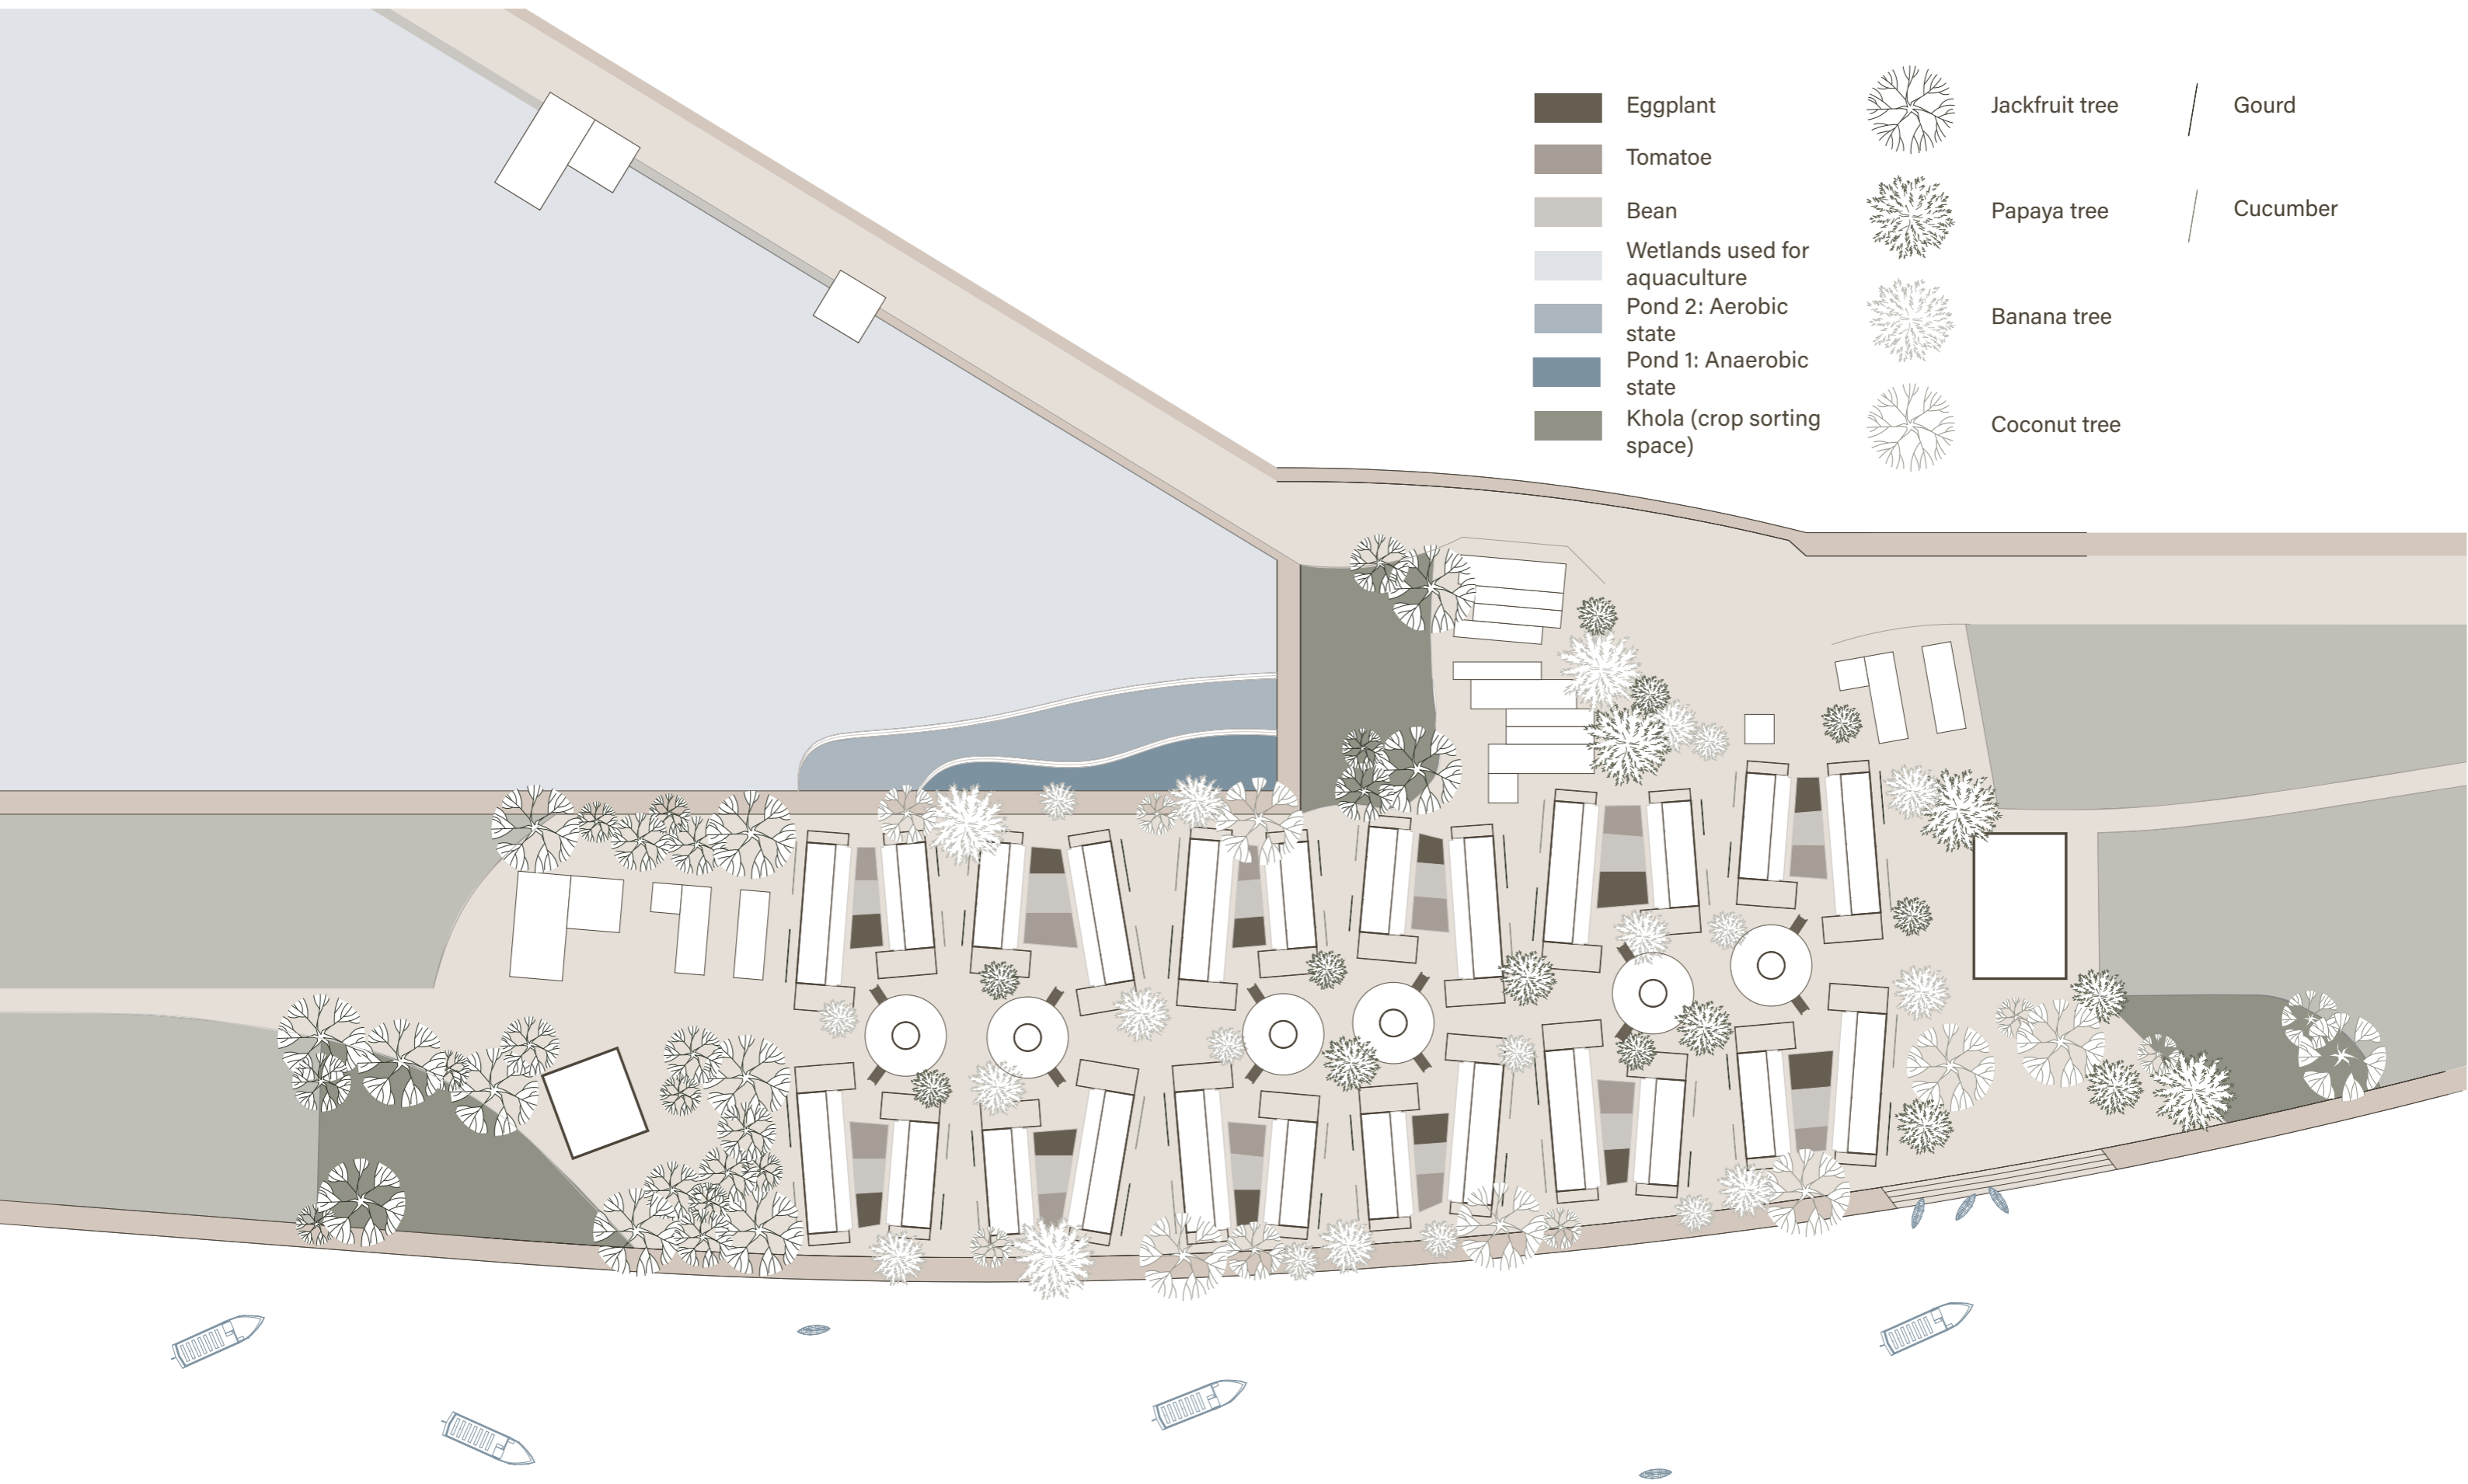 Eggplant
Tomatoe
Bean
Wetlands used for
aquaculture
Pond 2: Aerobic
state
Pond 1: Anaerobic
state
Khola (crop sorting
space)
Jackfruit tree
Papaya tree
Banana tree
Coconut tree
Gourd
Cucumber